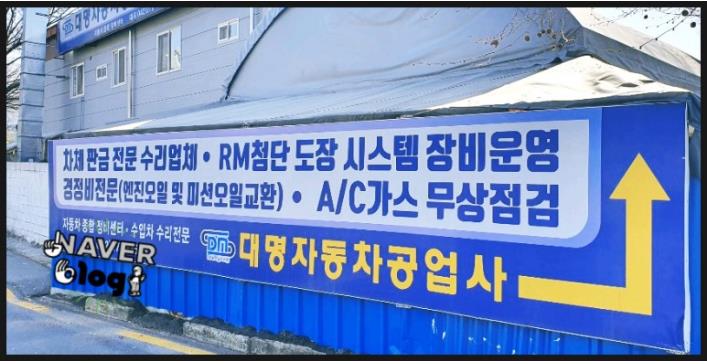 대명자동차
차체 판금 전문 수리업체 • RM첨단 도장 시스템 장비운영
경정비전문(엔진오일 및 미션오일교환) • A/C가스 무상점검
자동차 종합 정비센터 • 수입차 수리 전문
DM 대명자동차공업사
NAVER
Blog